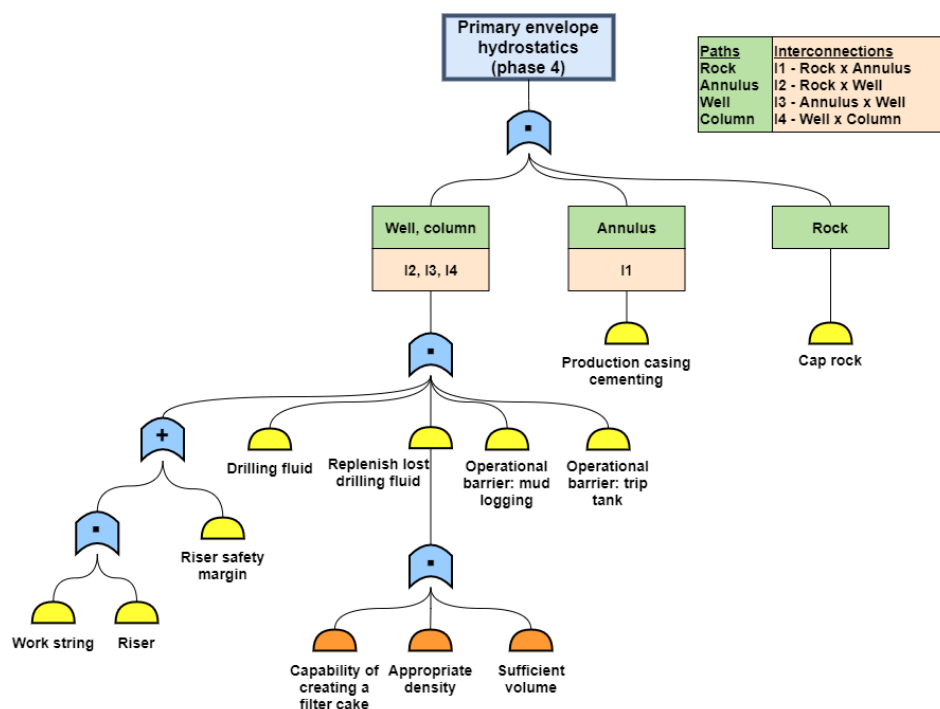 Primary envelope
hydrostatics
(phase 4)
Paths Interconnections
Rock I1 - Rock x Annulus
Annulus I2 - Rock x Well
Well I3 - Annulus x Well
Column I4 - Well x Column
Well, column
I2, I3, I4
Annulus
I1
Rock
Production casing
cementing
Cap rock
+
Drilling fluid
Replenish lost
drilling fluid
Operational
barrier: mud
logging
Operational
barrier: trip
tank
Riser safety
margin
Work string
Riser
Capability of
creating a
filter cake
Appropriate
density
Sufficient
volume